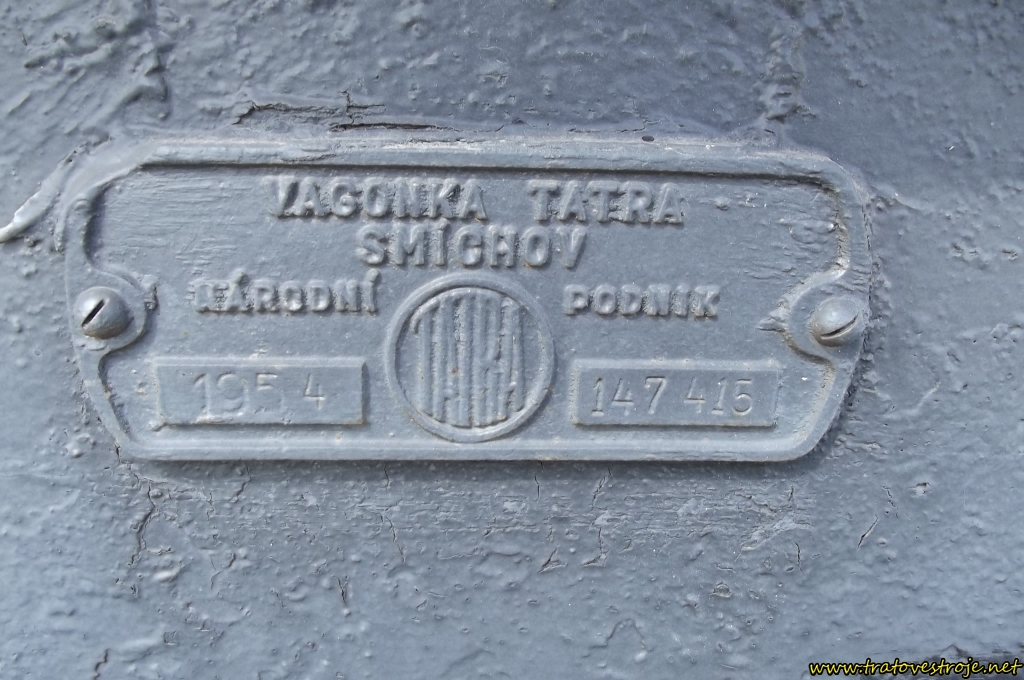 VAGONKA TATRA
SMÍCHOV
NÁRODNÍ PODNIK
TATRA
1954 147 415
www.tratovestroje.net